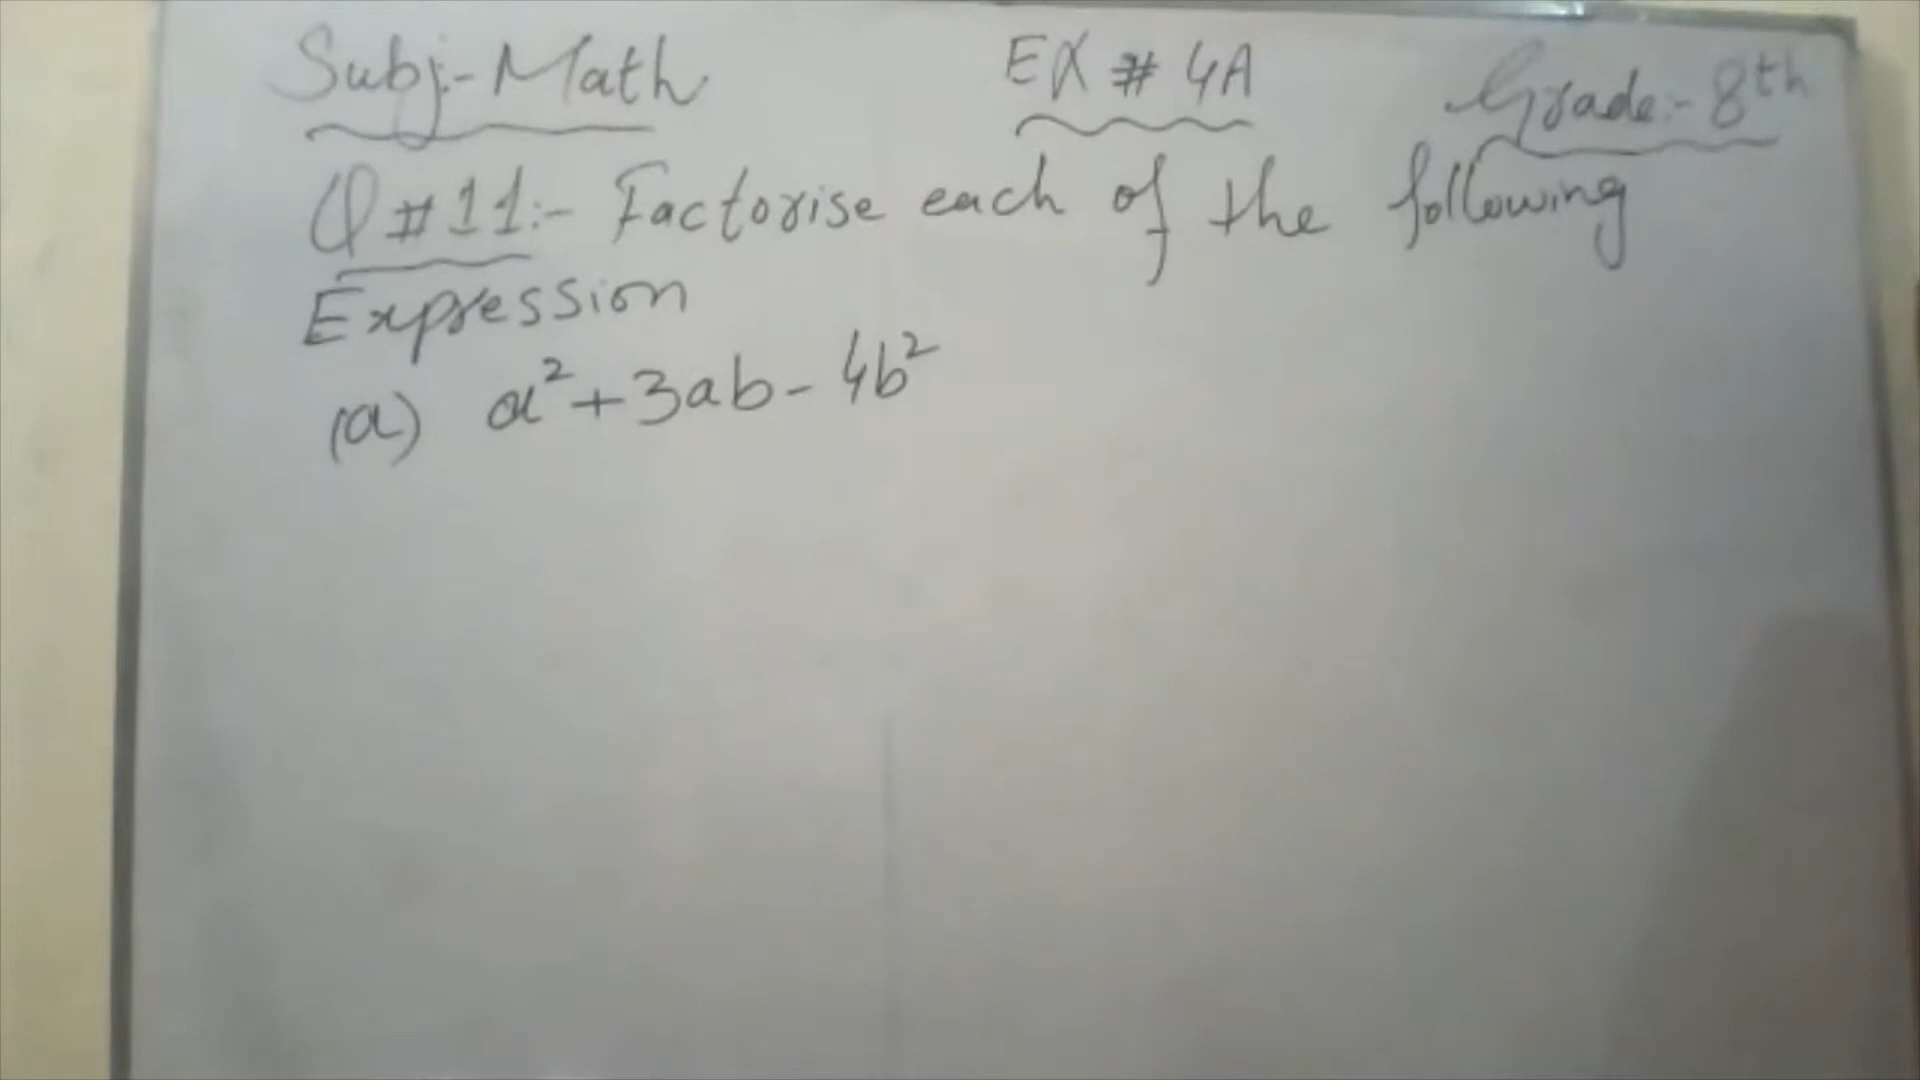 Subj:- Math EX # 4A Grade:- 8th
Q # 11:- Factorise each of the following
Expression
(a) a² + 3ab - 4b²